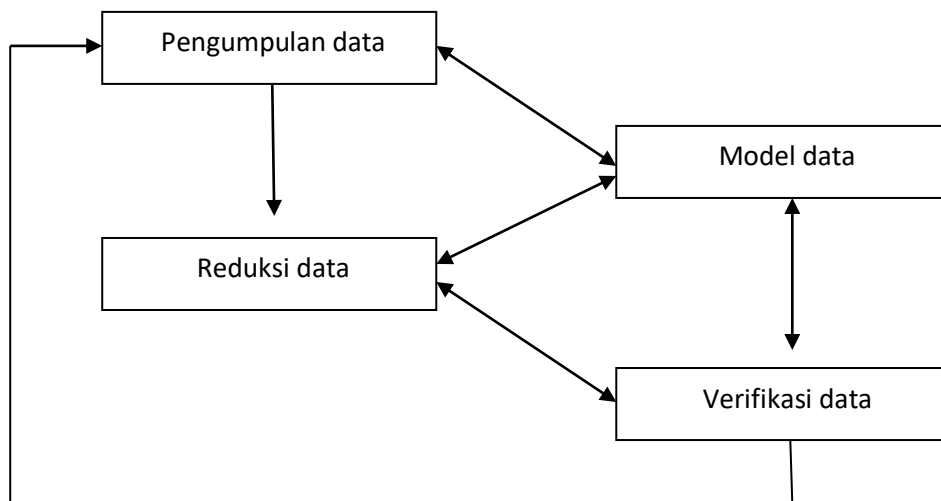 Pengumpulan data
Model data
Reduksi data
Verifikasi data